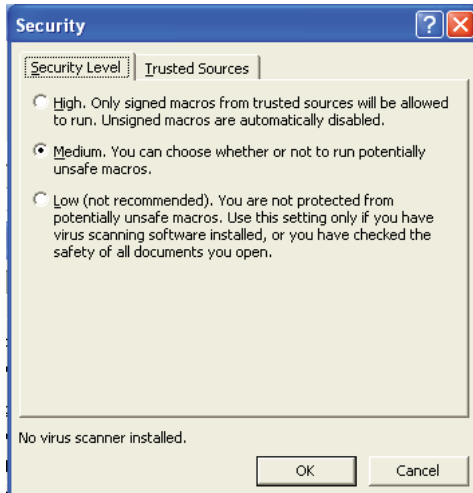 Security
Security Level
Trusted Sources
High. Only signed macros from trusted sources will be allowed
to run. Unsigned macros are automatically disabled.
Medium. You can choose whether or not to run potentially
unsafe macros.
Low (not recommended). You are not protected from
potentially unsafe macros. Use this setting only if you have
virus scanning software installed, or you have checked the
safety of all documents you open.
No virus scanner installed.
OK
Cancel